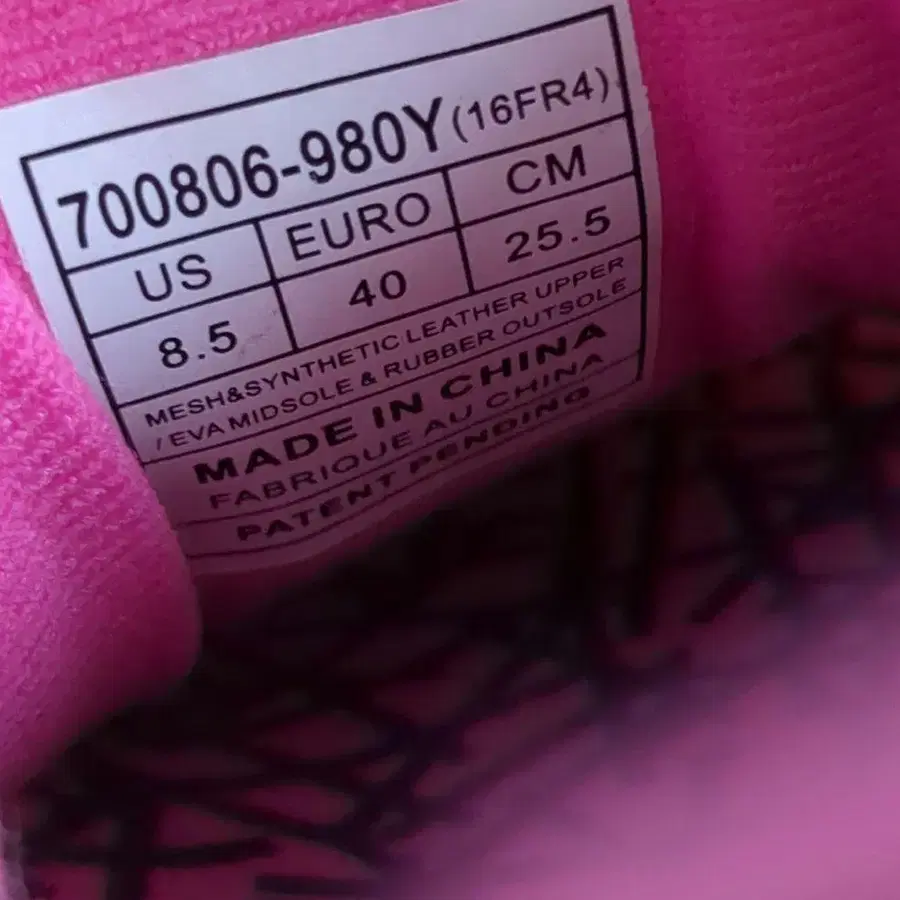 700806-980Y(16FR4)
US EURO CM
8.5 40 25.5
MESH&SYNTHETIC LEATHER UPPER
/ EVA MIDSOLE & RUBBER OUTSOLE
MADE IN CHINA
FABRIQUE AU CHINA
PATENT PENDING